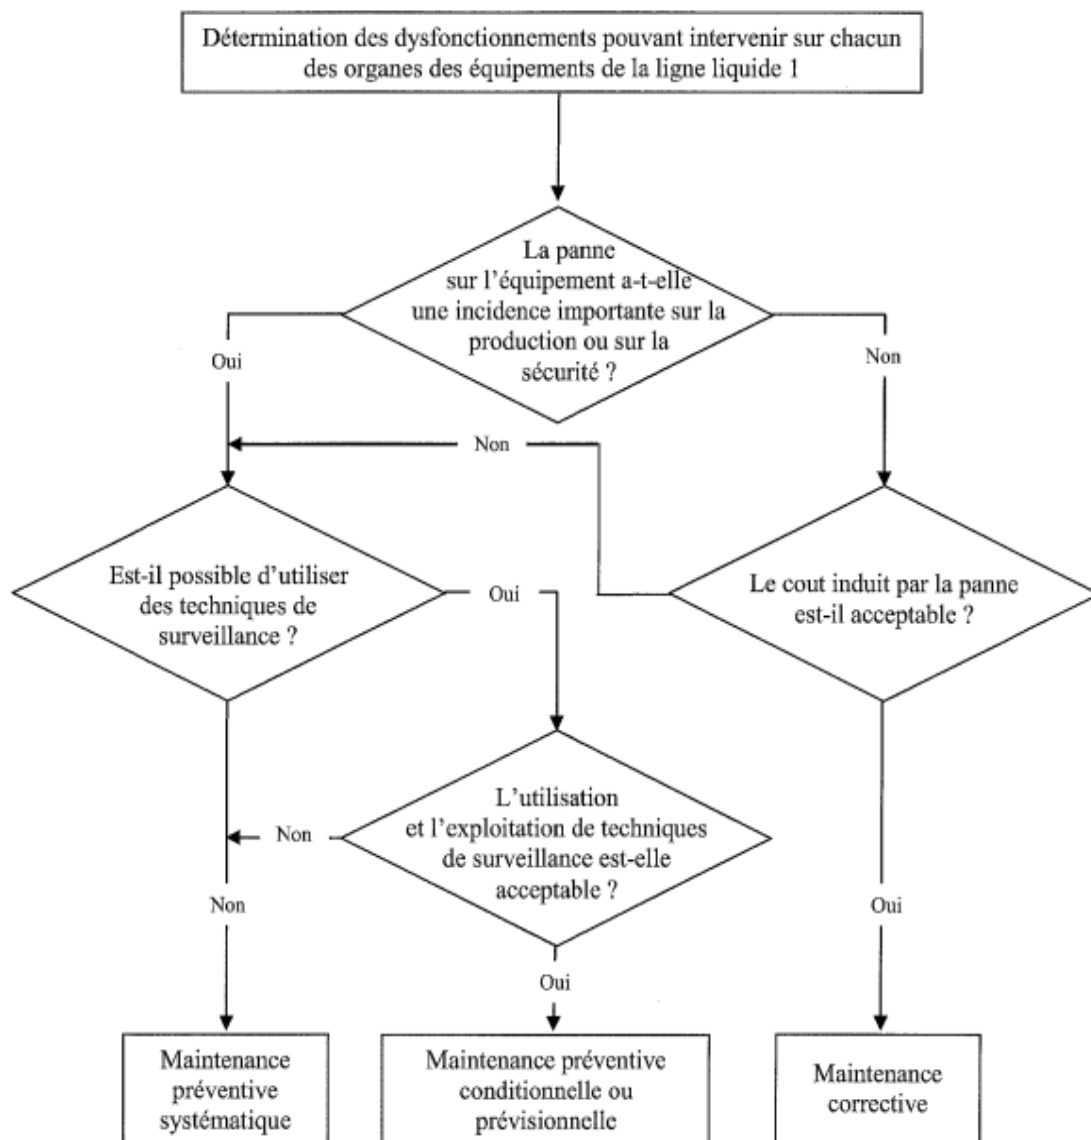 Détermination des dysfonctionnements pouvant intervenir sur chacun
des organes des équipements de la ligne liquide 1
La panne
sur l'équipement a-t-elle
une incidence importante sur la
production ou sur la
sécurité ?
Oui
Non
Non
Est-il possible d'utiliser
des techniques de
surveillance ?
Oui
Le cout induit par la panne
est-il acceptable ?
L'utilisation
et l'exploitation de techniques
de surveillance est-elle
acceptable ?
Non
Non
Oui
Oui
Maintenance
préventive
systématique
Maintenance préventive
conditionnelle ou
prévisionnelle
Maintenance
corrective